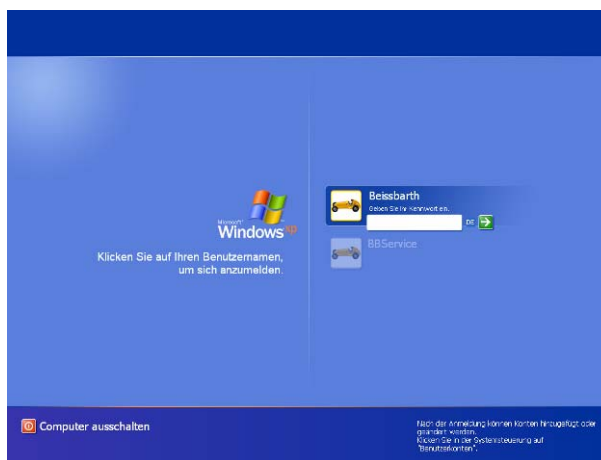 Microsoft
Windows xp
Klicken Sie auf Ihren Benutzernamen,
um sich anzumelden.
Beissbarth
Geben Sie Ihr Kennwort ein.
DE
BBService
Computer ausschalten
Nach der Anmeldung können Konten hinzugefügt oder
geändert werden.
Klicken Sie in der Systemsteuerung auf
"Benutzerkonten".